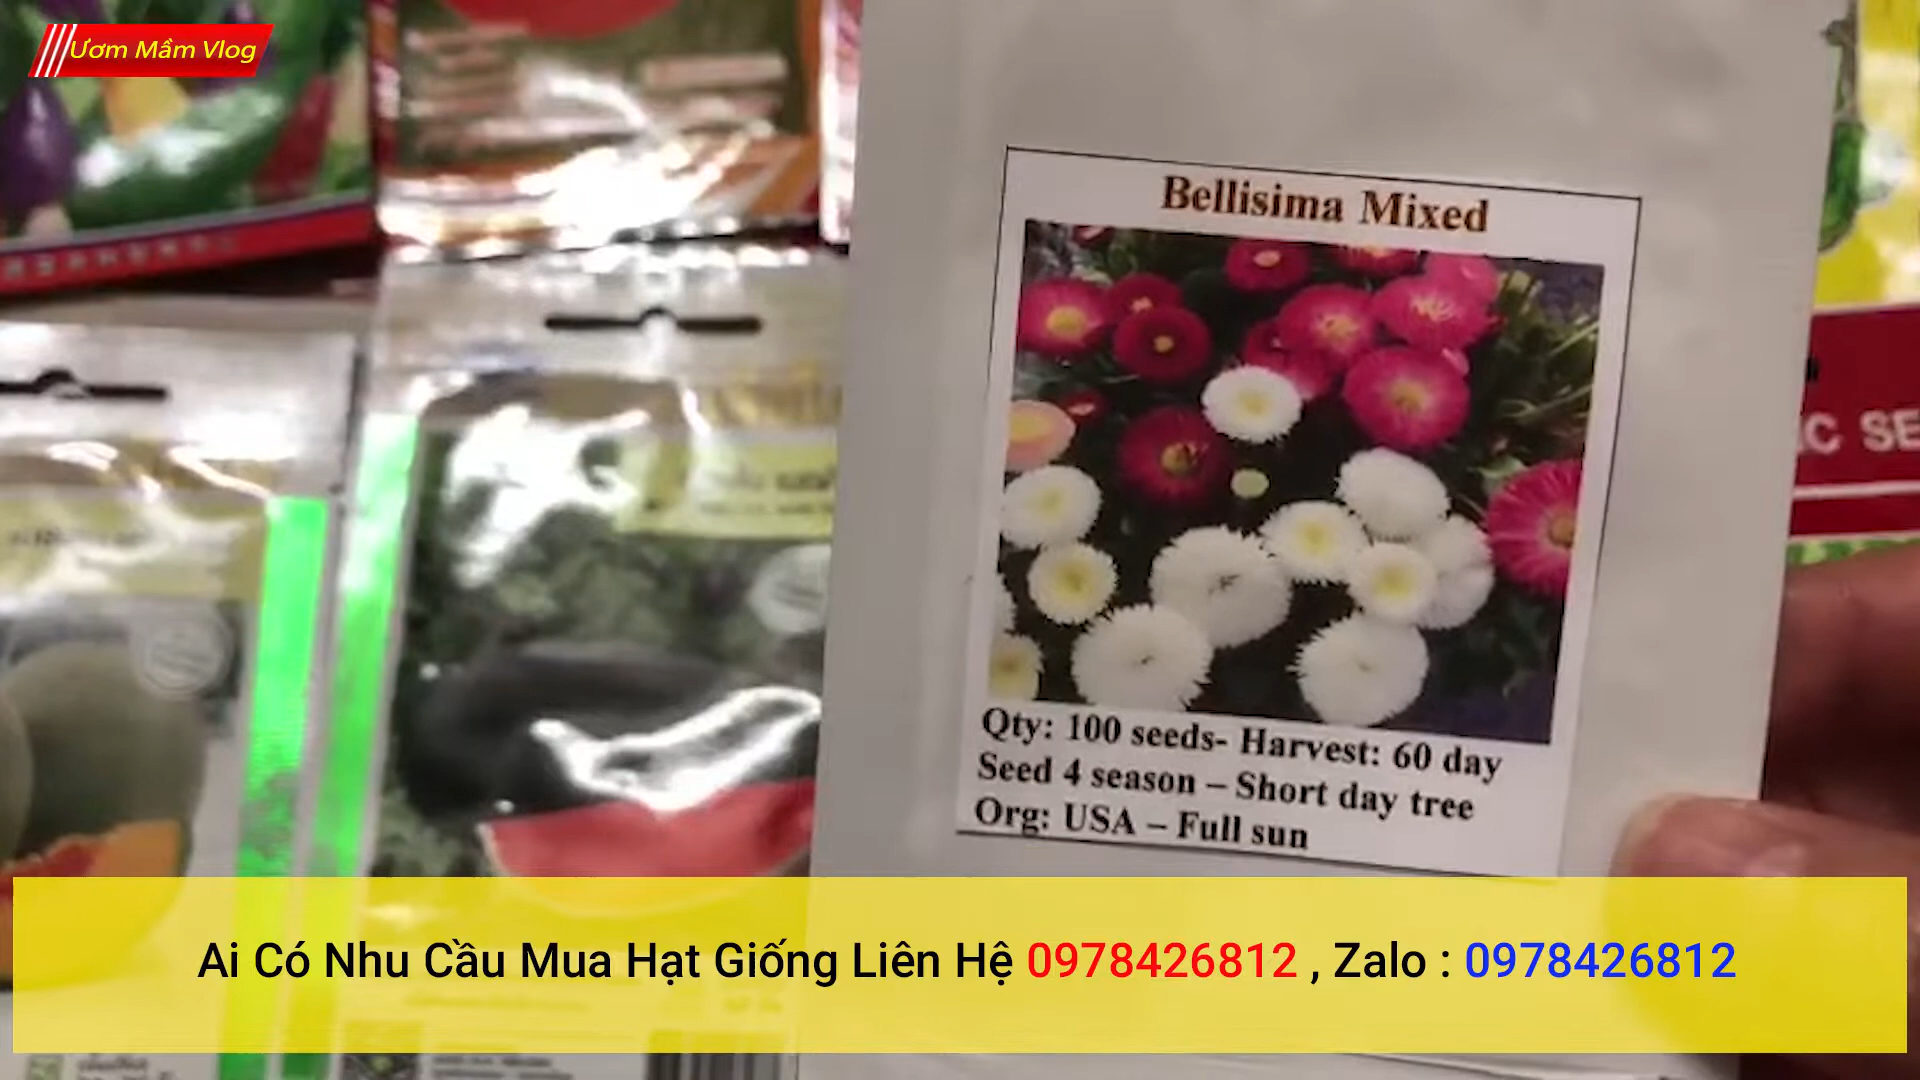 Ươm Mầm Vlog
Bellisima Mixed
Qty: 100 seeds- Harvest: 60 day
Seed 4 season – Short day tree
Org: USA – Full sun
Ai Có Nhu Cầu Mua Hạt Giống Liên Hệ 0978426812 , Zalo : 0978426812